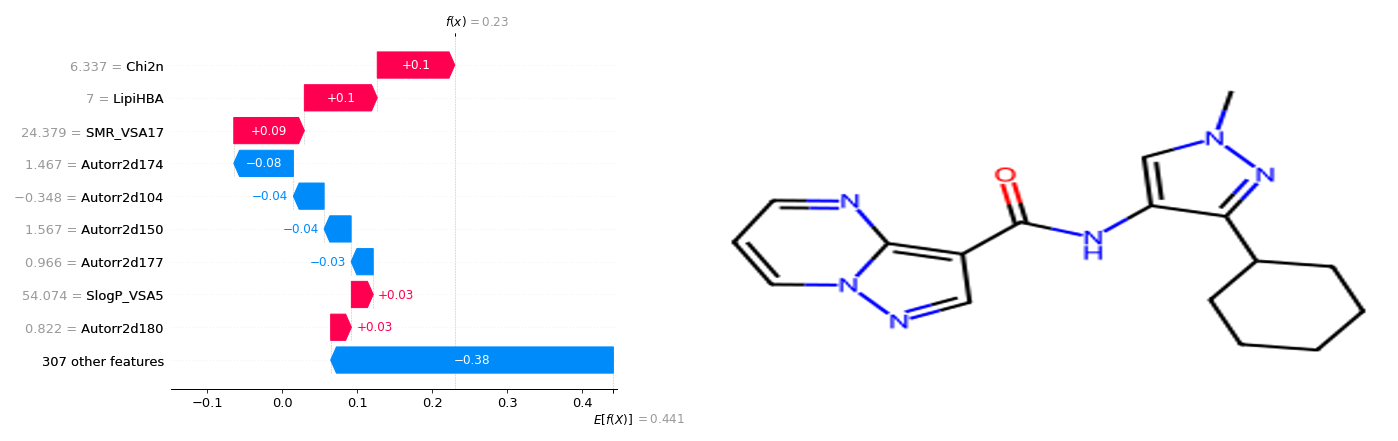 f(x) = 0.23
6.337 = Chi2n +0.1
7 = LipiHBA +0.1
24.379 = SMR_VSA17 +0.09
1.467 = Autorr2d174 −0.08
−0.348 = Autorr2d104 −0.04
1.567 = Autorr2d150 −0.04
0.966 = Autorr2d177 −0.03
54.074 = SlogP_VSA5 +0.03
0.822 = Autorr2d180 +0.03
307 other features −0.38
−0.1 0.0 0.1 0.2 0.3 0.4
E[f(X)] = 0.441
N
N
N
O
N
H
N
N